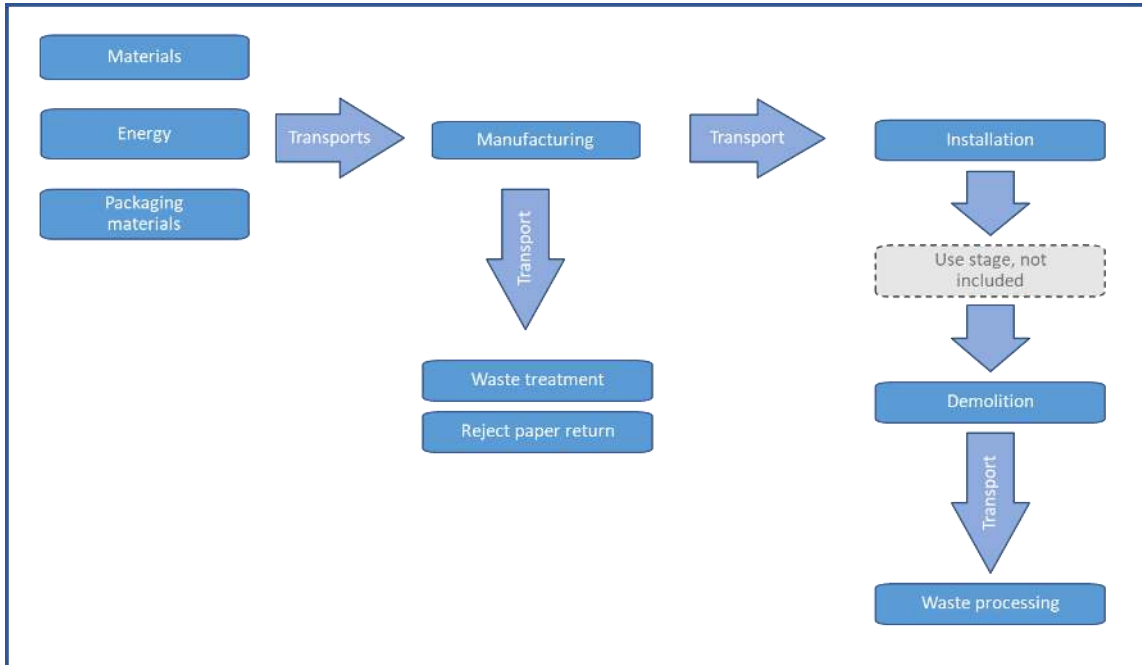 Materials
Energy
Packaging
materials
Transports
Manufacturing
Transport
Waste treatment
Reject paper return
Transport
Installation
Use stage, not
included
Demolition
Transport
Waste processing